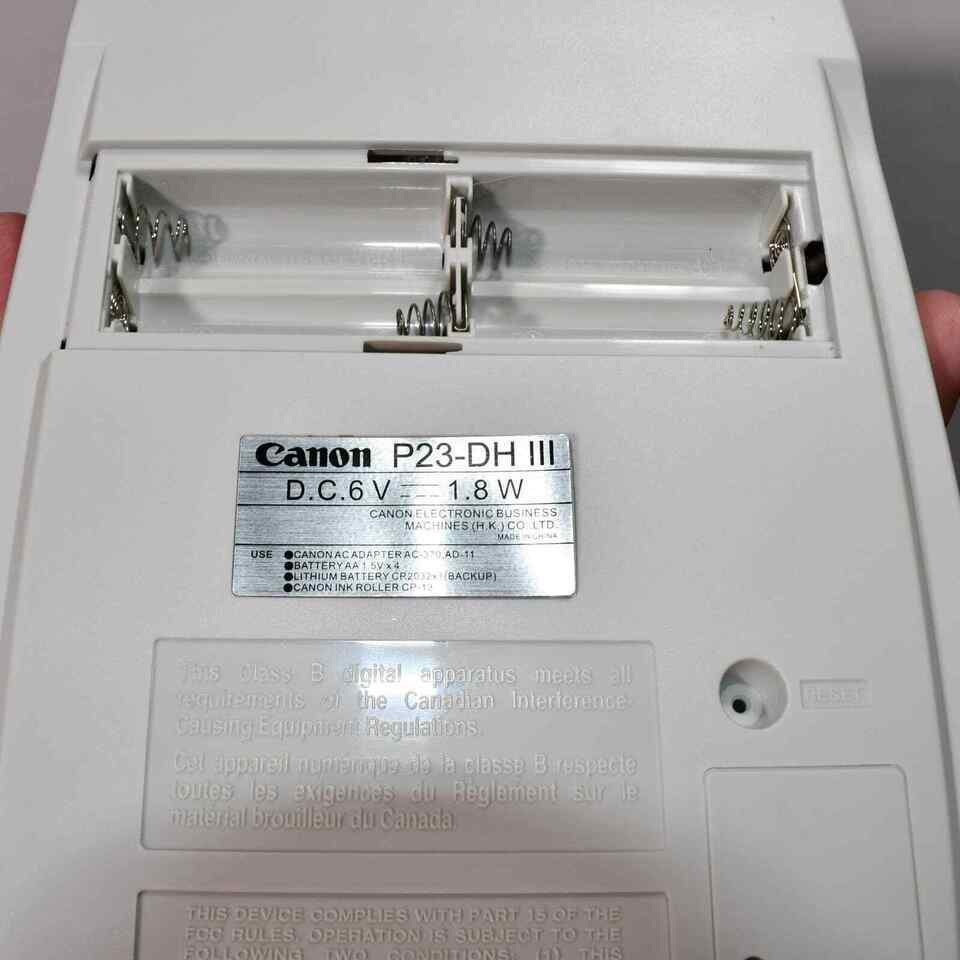 Canon P23-DH III
D.C.6 V ⎓ 1.8 W
CANON ELECTRONIC BUSINESS
MACHINES (H.K.) CO. LTD.
MADE IN CHINA
USE ●CANON AC ADAPTER AC-370, AD-11
●BATTERY AA 1.5V x 4
●LITHIUM BATTERY CR2032x1(BACKUP)
●CANON INK ROLLER CP-12
This class B digital apparatus meets all
requirements of the Canadian Interference-
Causing Equipment Regulations.
Cet appareil numérique de la classe B respecte
toutes les exigences du Règlement sur le
matériel brouilleur du Canada.
RESET
THIS DEVICE COMPLIES WITH PART 15 OF THE
FCC RULES. OPERATION IS SUBJECT TO THE
FOLLOWING TWO CONDITIONS: (1) THIS